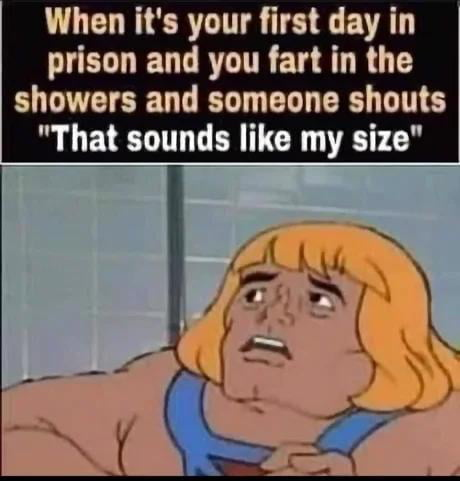 When it's your first day in
prison and you fart in the
showers and someone shouts
"That sounds like my size"